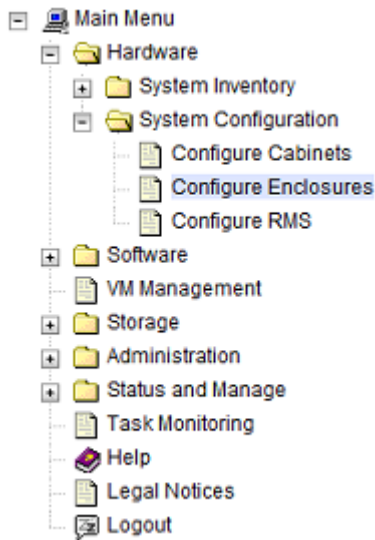 Main Menu
Hardware
System Inventory
System Configuration
Configure Cabinets
Configure Enclosures
Configure RMS
Software
VM Management
Storage
Administration
Status and Manage
Task Monitoring
Help
Legal Notices
Logout